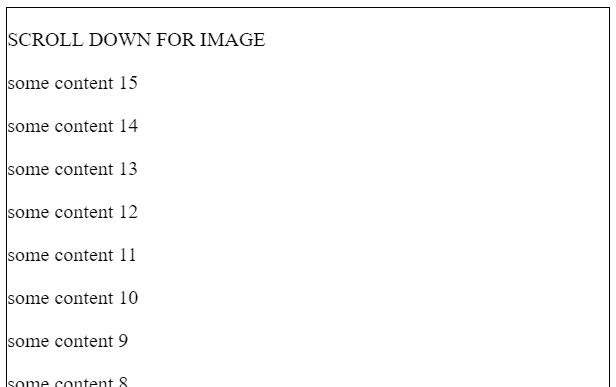 SCROLL DOWN FOR IMAGE
some content 15
some content 14
some content 13
some content 12
some content 11
some content 10
some content 9
some content 8